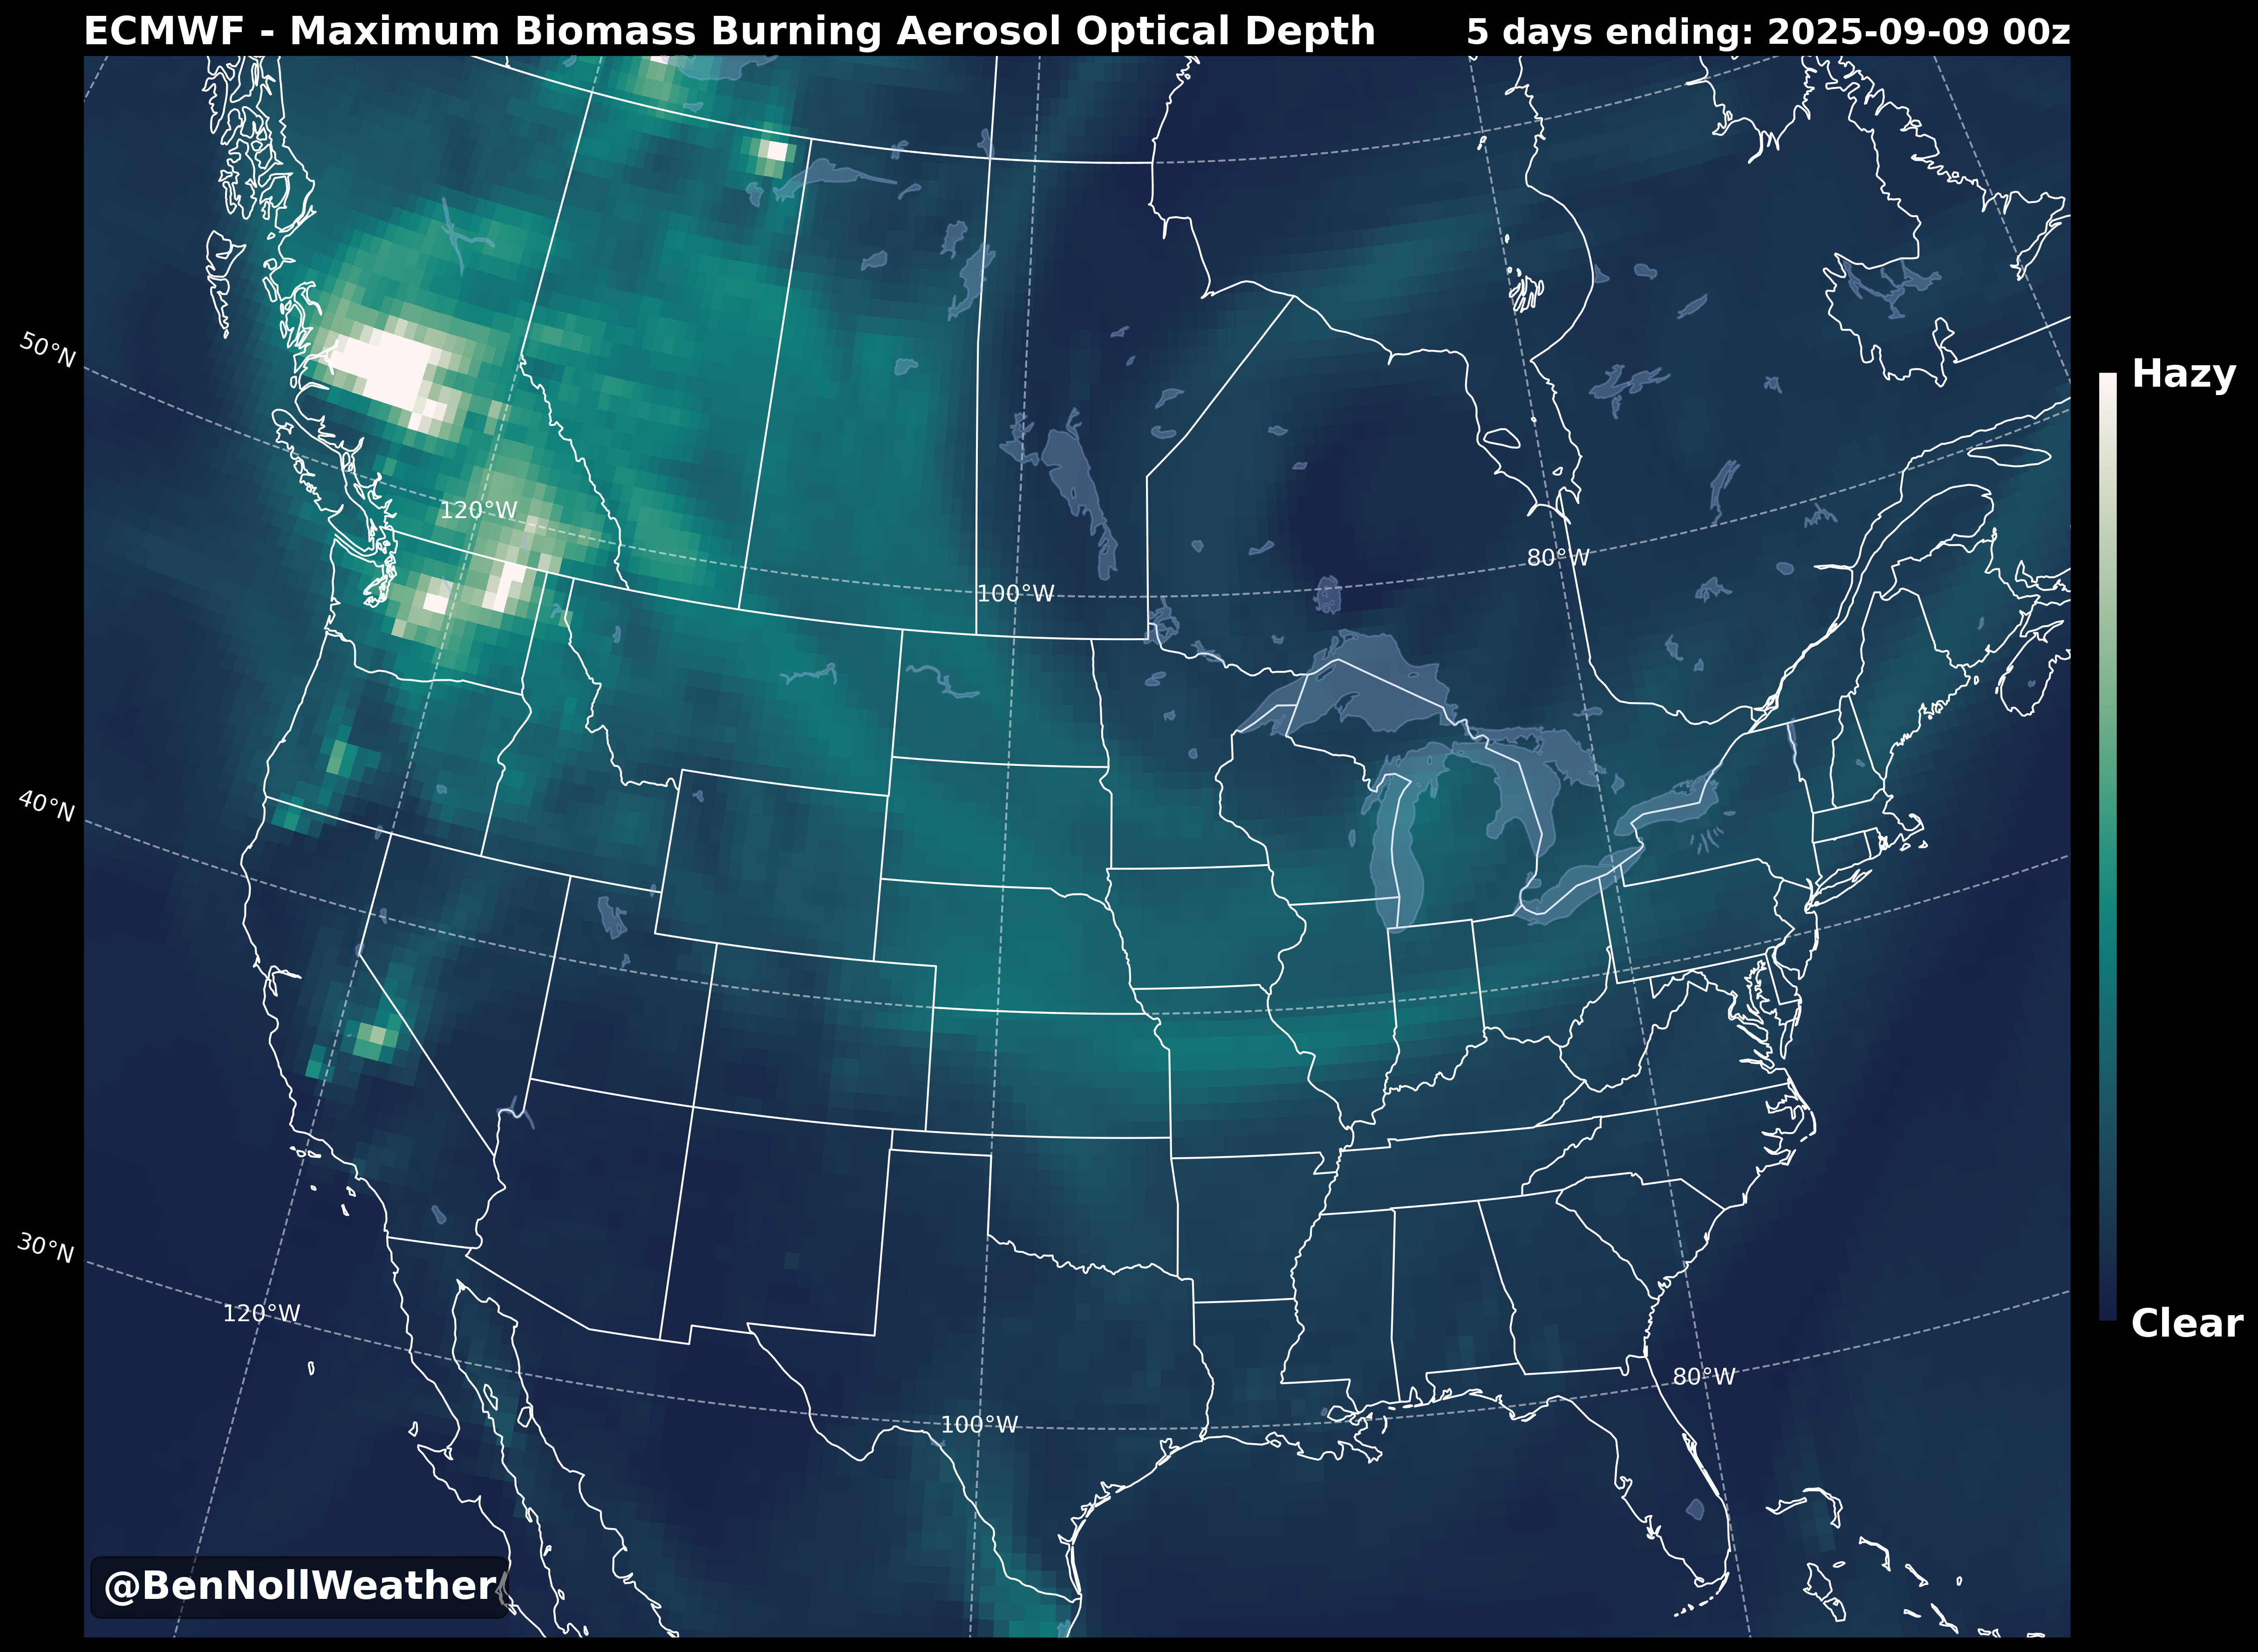 ECMWF - Maximum Biomass Burning Aerosol Optical Depth
5 days ending: 2025-09-09 00z
50°N
Hazy
120°W
80°W
100°W
40°N
30°N
120°W
Clear
80°W
100°W
@BenNollWeather